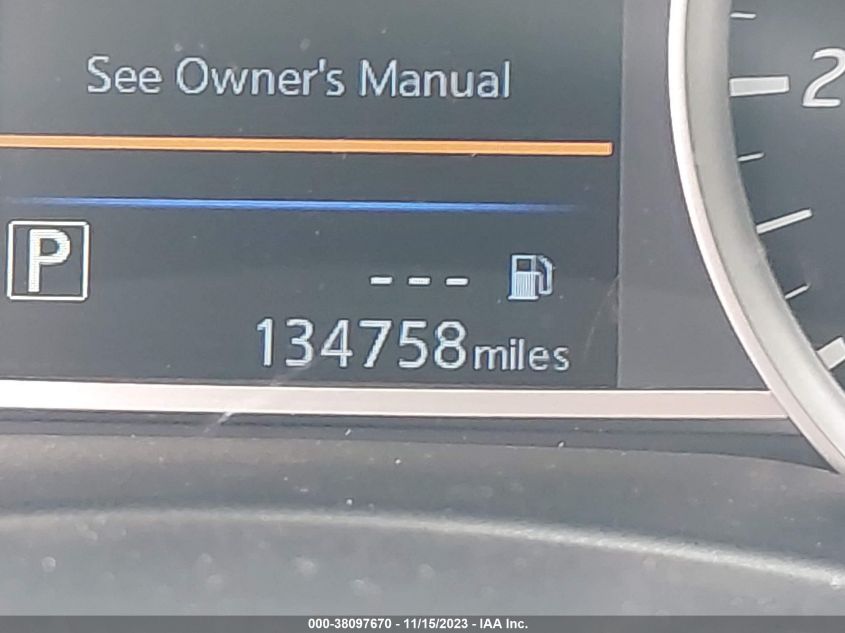 See Owner's Manual
2
P
---
134758 miles
000-38097670 - 11/15/2023 - IAA Inc.